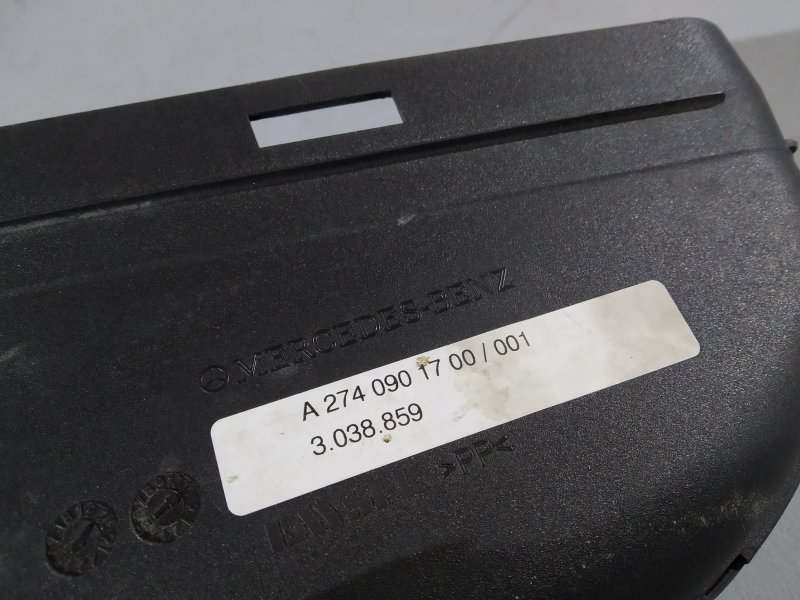 MERCEDES-BENZ
A 274 090 17 00 / 001
3.038.859
>PP<